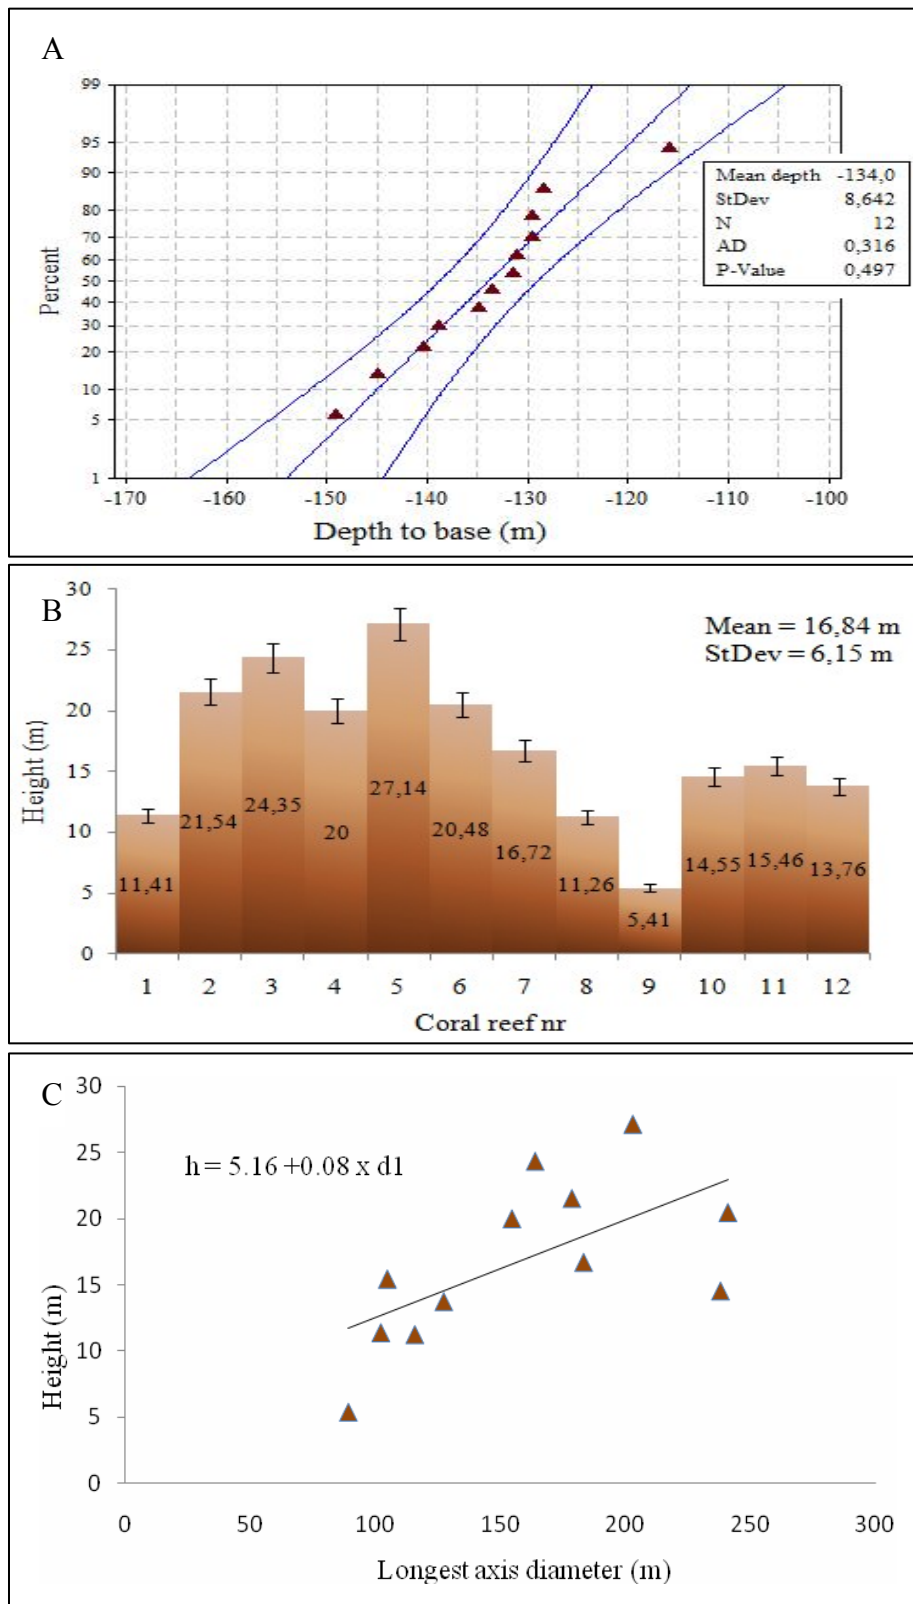 A
Percent
99
95
90
80
70
60
50
40
30
20
10
5
1
-170 -160 -150 -140 -130 -120 -110 -100
Depth to base (m)
Mean depth -134,0
StDev 8,642
N 12
AD 0,316
P-Value 0,497
B
Height (m)
30
25
20
15
10
5
0
Mean = 16,84 m
StDev = 6,15 m
11,41 21,54 24,35 20 27,14 20,48 16,72 11,26 5,41 14,55 15,46 13,76
1 2 3 4 5 6 7 8 9 10 11 12
Coral reef nr
C
Height (m)
30
25
20
15
10
5
0
h = 5.16 +0.08 x d1
0 50 100 150 200 250 300
Longest axis diameter (m)